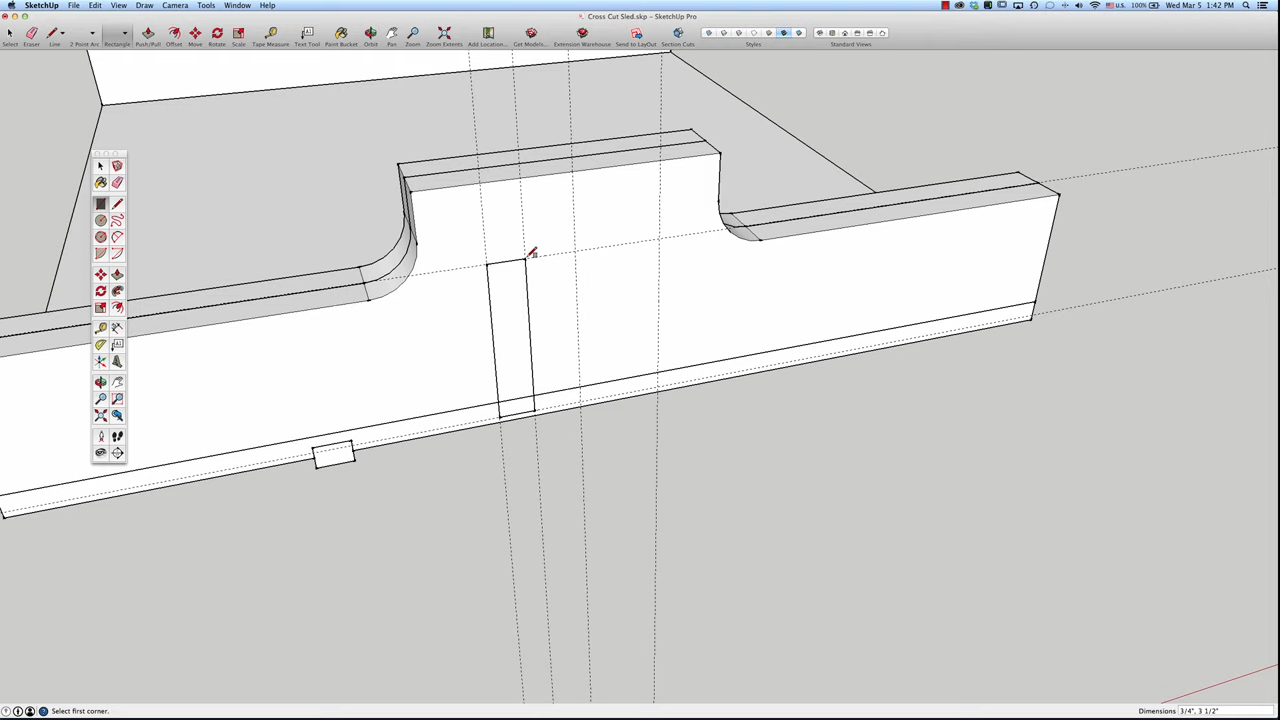 SketchUp File Edit View Draw Camera Tools Window Help U.S. 100% Wed Mar 5 1:42 PM
Cross Cut Sled.skp - SketchUp Pro
Select Eraser Line 2 Point Arc Rectangle Push/Pull Offset Move Rotate Scale Tape Measure Text Tool Paint Bucket Orbit Pan Zoom Zoom Extents Add Location... Get Models... Extension Warehouse Send to LayOut Section Cuts Styles Standard Views
Select first corner. Dimensions 3/4", 3 1/2"